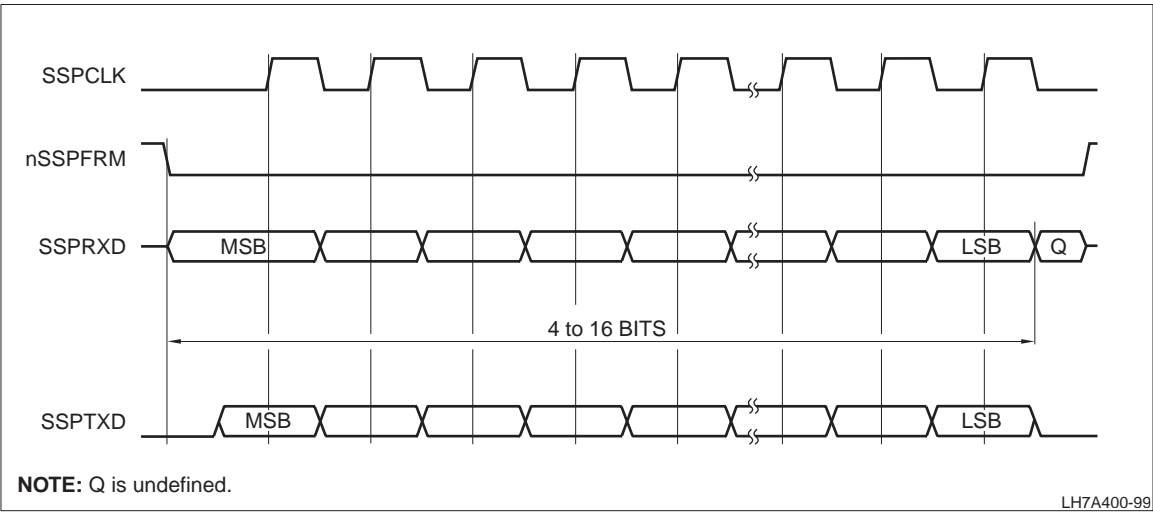 SSPCLK
nSSPFRM
SSPRXD
MSB
LSB
Q
4 to 16 BITS
SSPTXD
MSB
LSB
NOTE: Q is undefined.
LH7A400-99